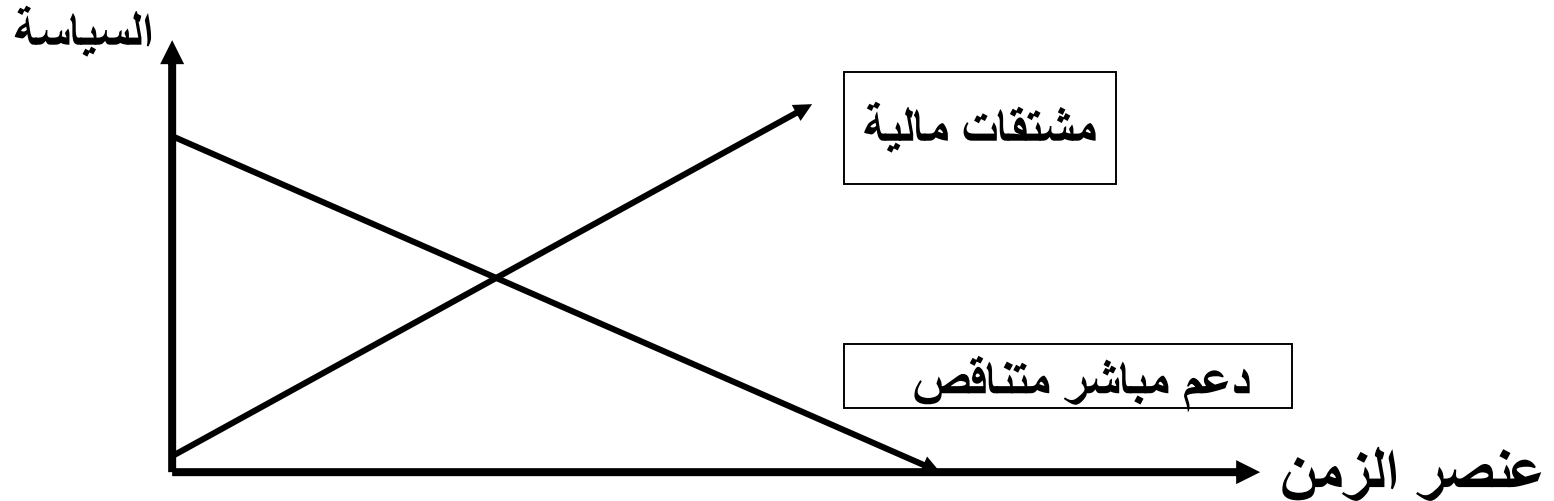 السياسة
مشتقات مالية
دعم مباشر متناقص
عنصر الزمن